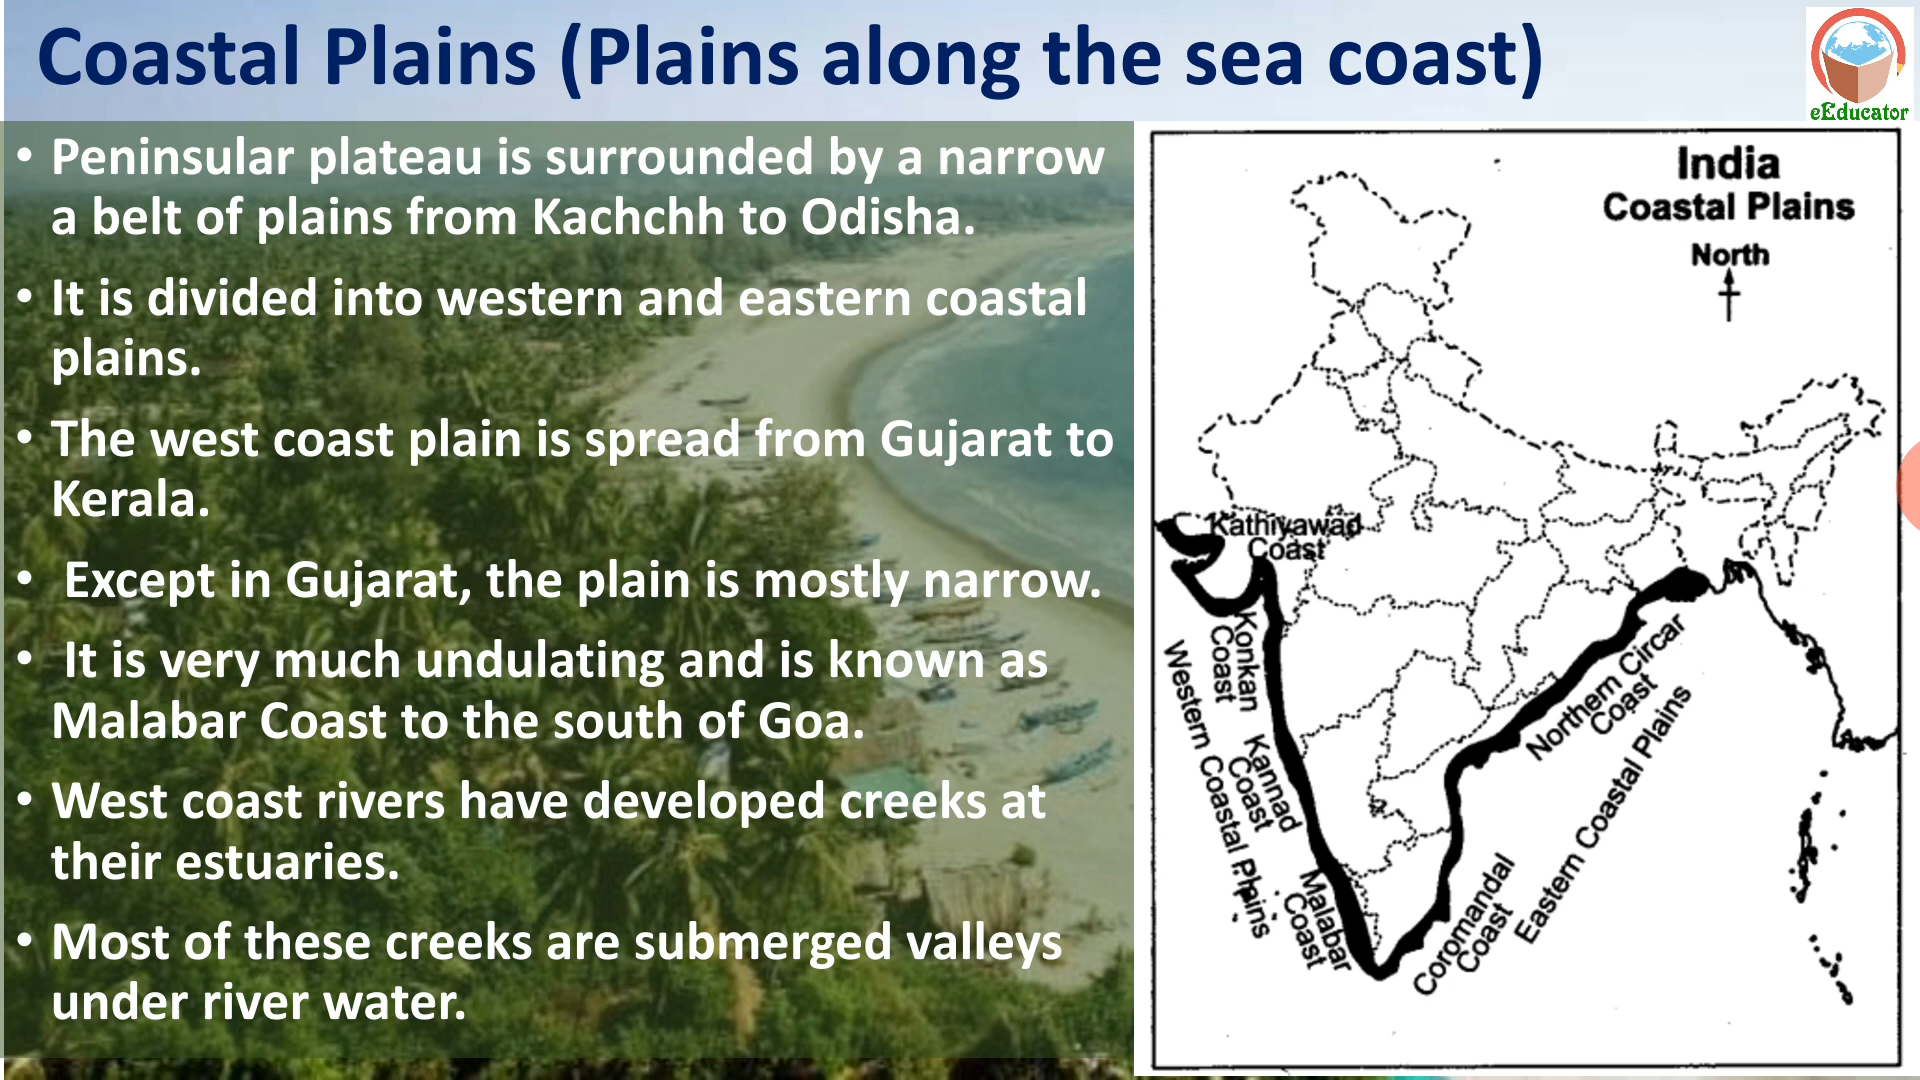 Coastal Plains (Plains along the sea coast)
eEducator
• Peninsular plateau is surrounded by a narrow
a belt of plains from Kachchh to Odisha.
• It is divided into western and eastern coastal
plains.
• The west coast plain is spread from Gujarat to
Kerala.
• Except in Gujarat, the plain is mostly narrow.
• It is very much undulating and is known as
Malabar Coast to the south of Goa.
• West coast rivers have developed creeks at
their estuaries.
• Most of these creeks are submerged valleys
under river water.
India
Coastal Plains
North
Kathiyawad
Coast
Konkan
Coast
Western Coastal Plains
Kannad
Coast
Malabar
Coast
Northern Circar
Coast
Eastern Coastal Plains
Coromandal
Coast